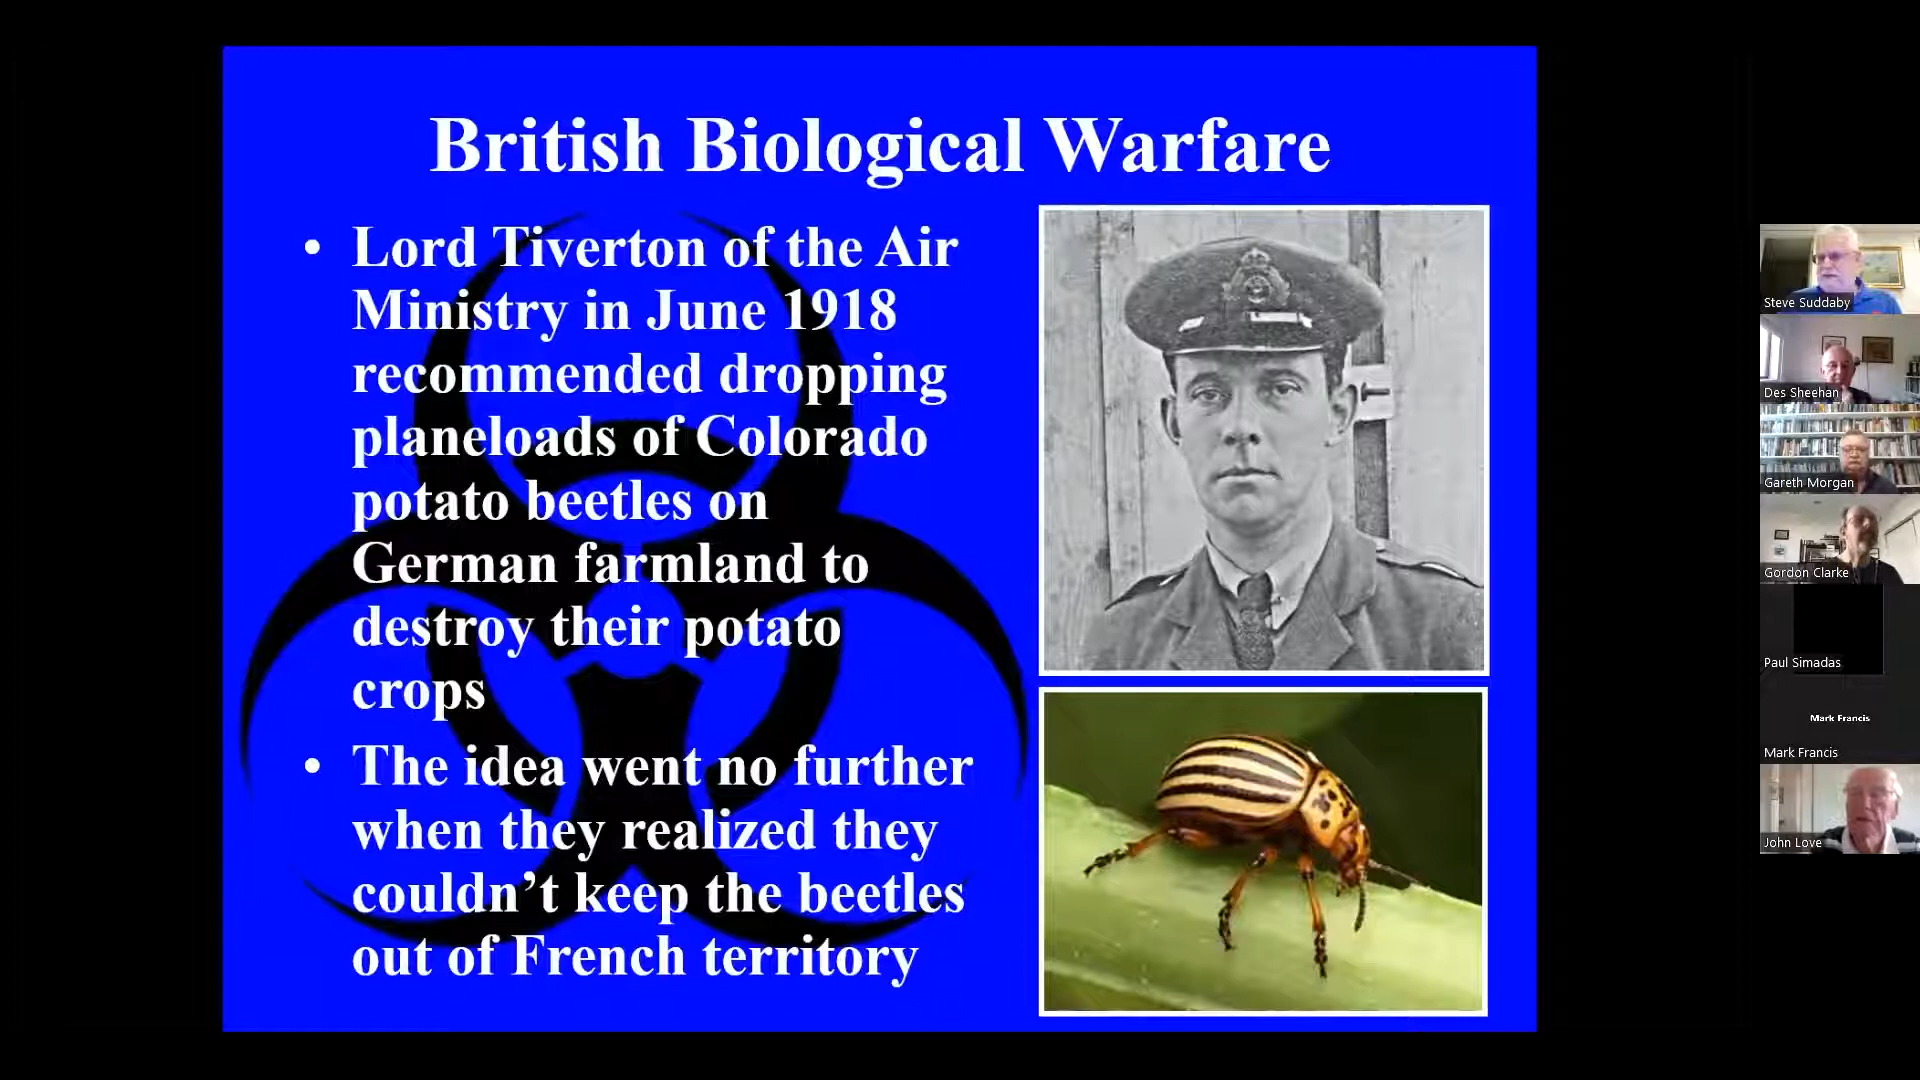 British Biological Warfare
• Lord Tiverton of the Air
Ministry in June 1918
recommended dropping
planeloads of Colorado
potato beetles on
German farmland to
destroy their potato
crops
• The idea went no further
when they realized they
couldn’t keep the beetles
out of French territory
Steve Suddaby
Des Sheehan
Gareth Morgan
Gordon Clarke
Paul Simadas
Mark Francis
Mark Francis
John Love